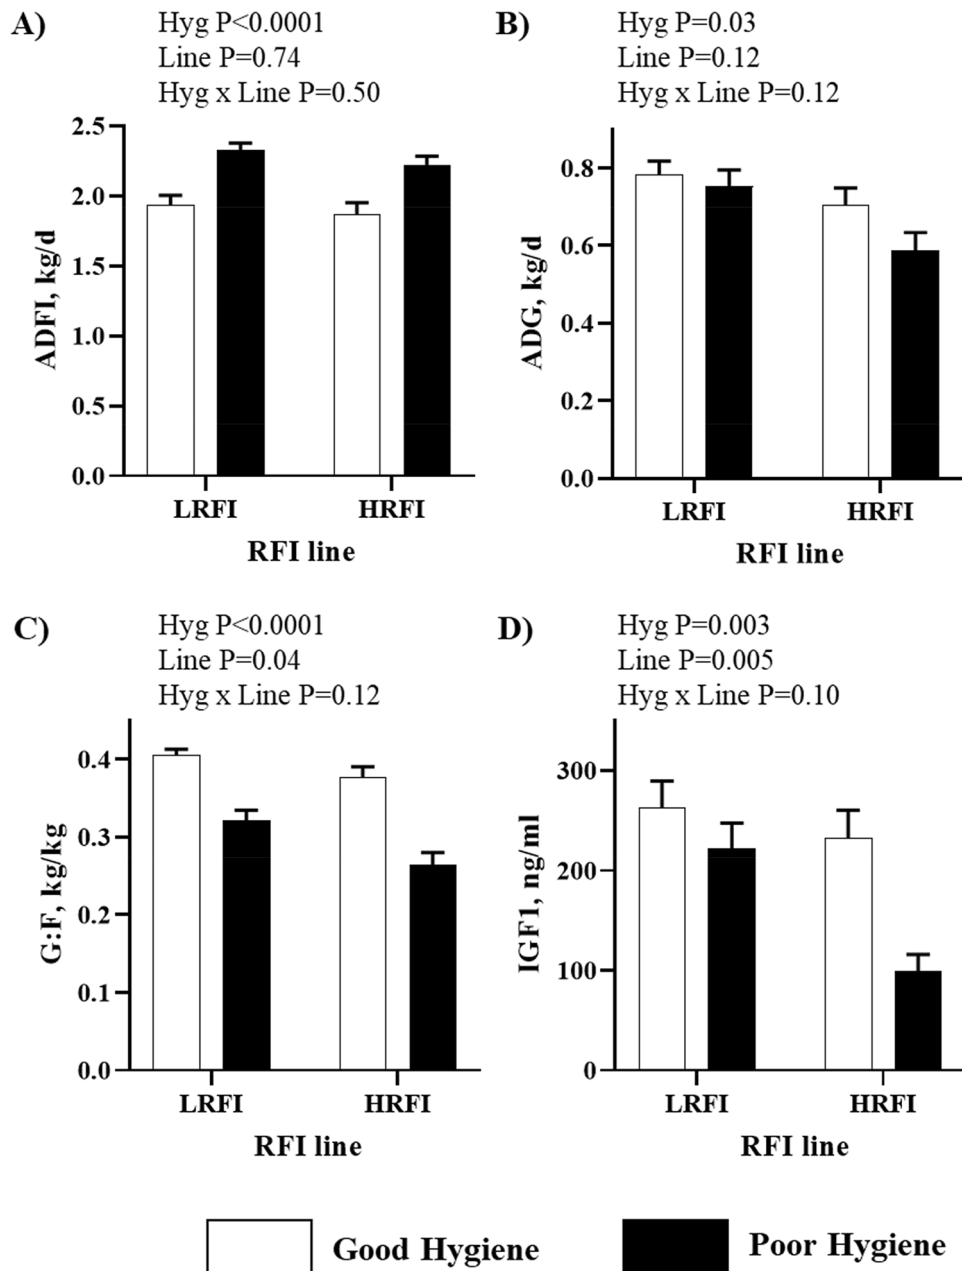 A)
Hyg P<0.0001
Line P=0.74
Hyg x Line P=0.50
ADFI, kg/d
2.5
2.0
1.5
1.0
0.5
0.0
LRFI
HRFI
RFI line
B)
Hyg P=0.03
Line P=0.12
Hyg x Line P=0.12
ADG, kg/d
0.8
0.6
0.4
0.2
0.0
LRFI
HRFI
RFI line
C)
Hyg P<0.0001
Line P=0.04
Hyg x Line P=0.12
G:F, kg/kg
0.4
0.3
0.2
0.1
0.0
LRFI
HRFI
RFI line
D)
Hyg P=0.003
Line P=0.005
Hyg x Line P=0.10
IGF1, ng/ml
300
200
100
0
LRFI
HRFI
RFI line
Good Hygiene
Poor Hygiene